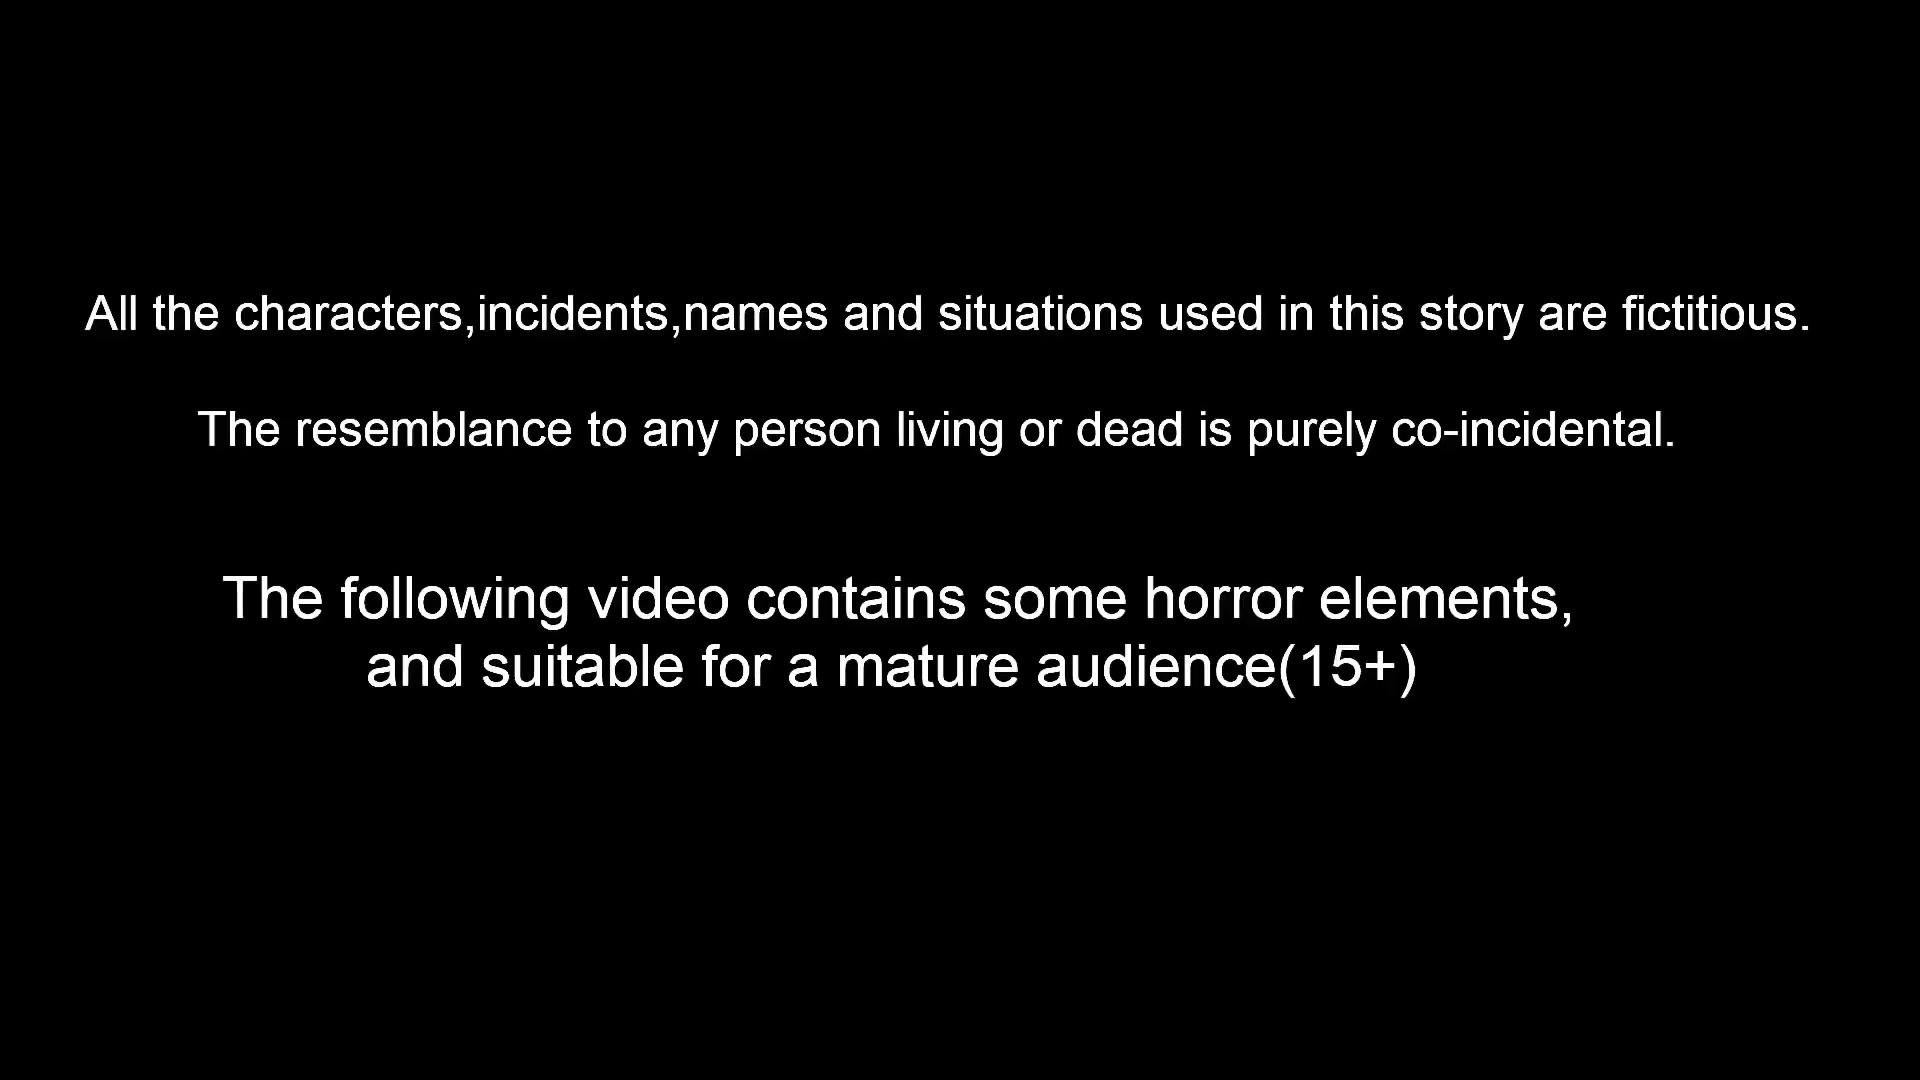 All the characters,incidents,names and situations used in this story are fictitious.
The resemblance to any person living or dead is purely co-incidental.
The following video contains some horror elements,
and suitable for a mature audience(15+)